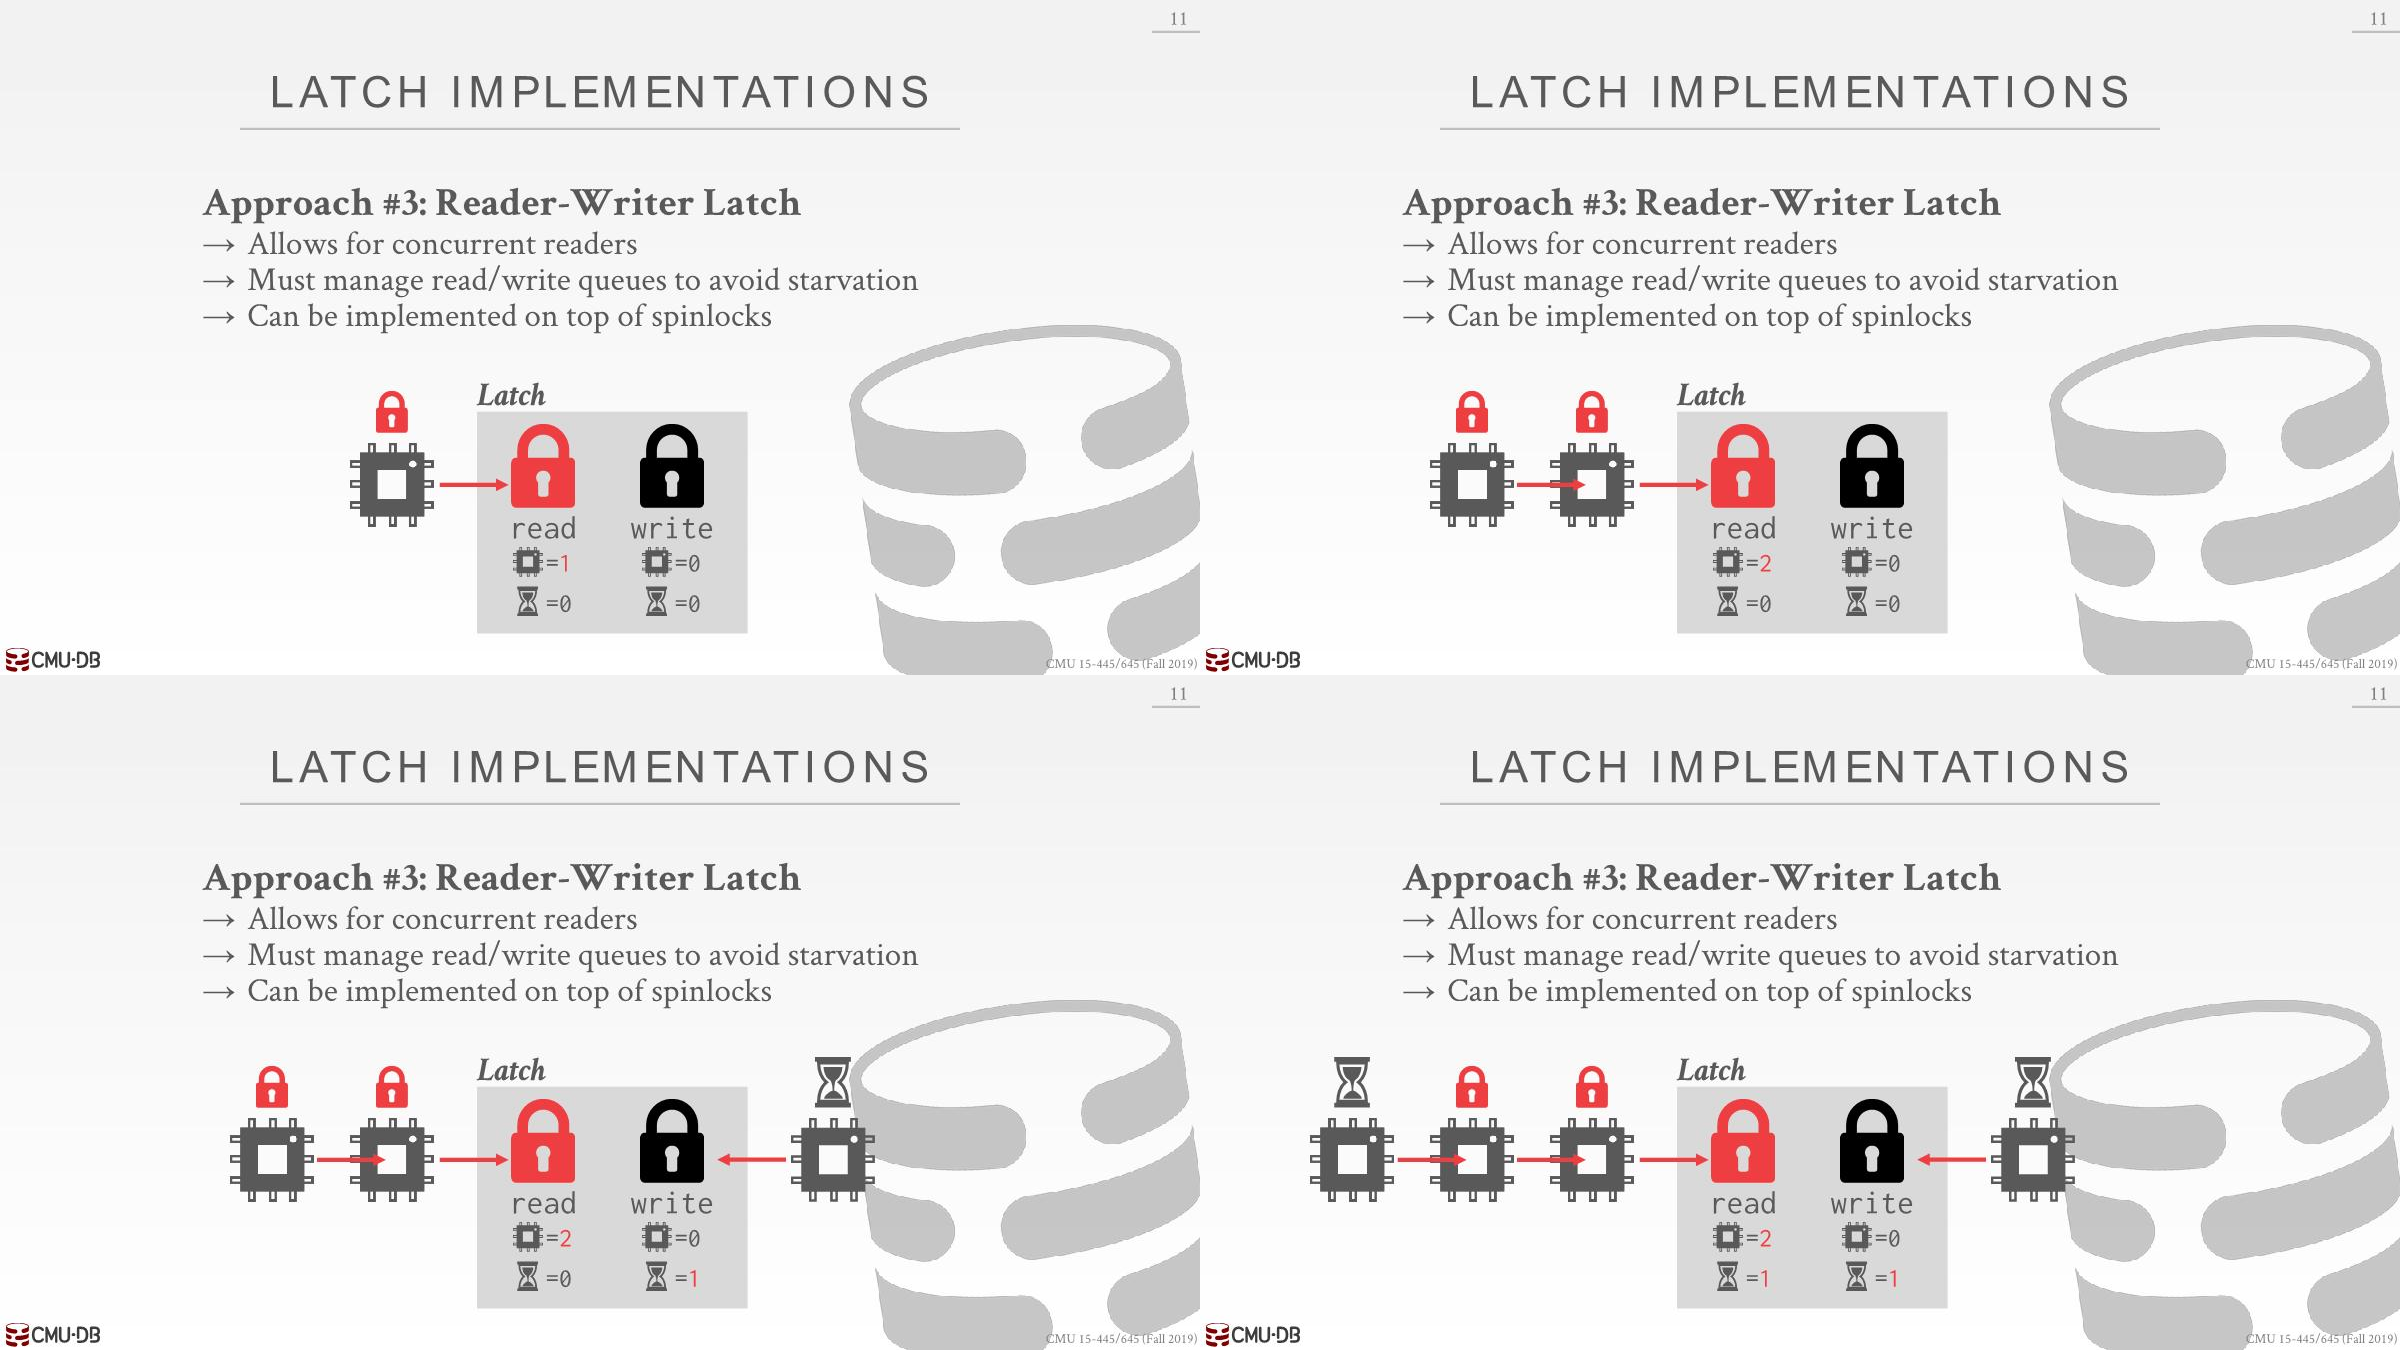 11
LATCH IMPLEMENTATIONS
Approach #3: Reader-Writer Latch
→ Allows for concurrent readers
→ Must manage read/write queues to avoid starvation
→ Can be implemented on top of spinlocks
Latch
read write
=1 =0
=0 =0
CMU·DB
CMU 15-445/645 (Fall 2019)
11
LATCH IMPLEMENTATIONS
Approach #3: Reader-Writer Latch
→ Allows for concurrent readers
→ Must manage read/write queues to avoid starvation
→ Can be implemented on top of spinlocks
Latch
read write
=2 =0
=0 =0
CMU·DB
CMU 15-445/645 (Fall 2019)
11
LATCH IMPLEMENTATIONS
Approach #3: Reader-Writer Latch
→ Allows for concurrent readers
→ Must manage read/write queues to avoid starvation
→ Can be implemented on top of spinlocks
Latch
read write
=2 =0
=0 =1
CMU·DB
CMU 15-445/645 (Fall 2019)
11
LATCH IMPLEMENTATIONS
Approach #3: Reader-Writer Latch
→ Allows for concurrent readers
→ Must manage read/write queues to avoid starvation
→ Can be implemented on top of spinlocks
Latch
read write
=2 =0
=1 =1
CMU·DB
CMU 15-445/645 (Fall 2019)